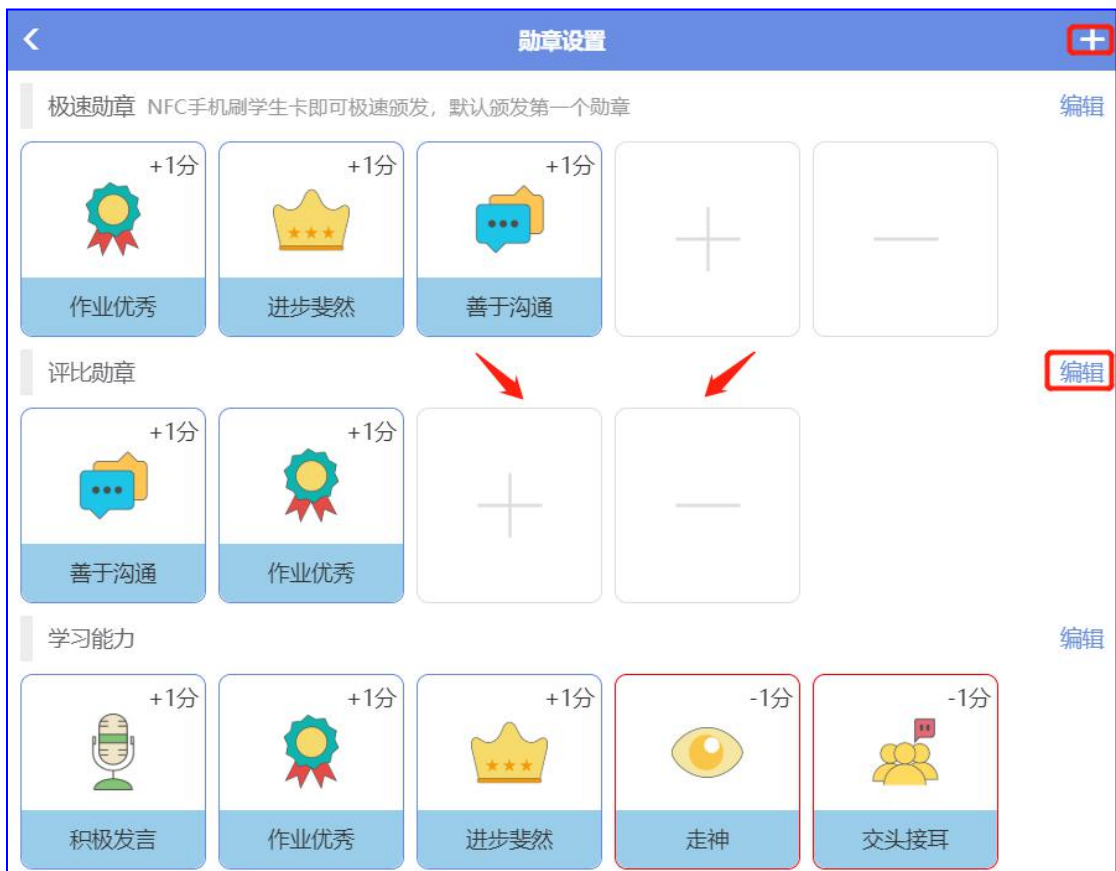 勋章设置
极速勋章 NFC手机刷学生卡即可极速颁发，默认颁发第一个勋章 编辑
+1分 +1分 +1分
作业优秀 进步斐然 善于沟通
评比勋章 编辑
+1分 +1分
善于沟通 作业优秀
学习能力 编辑
+1分 +1分 +1分 -1分 -1分
积极发言 作业优秀 进步斐然 走神 交头接耳